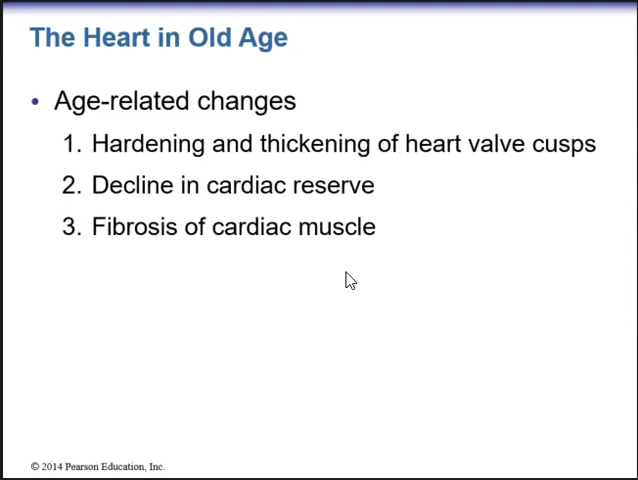 The Heart in Old Age
• Age-related changes
1. Hardening and thickening of heart valve cusps
2. Decline in cardiac reserve
3. Fibrosis of cardiac muscle
© 2014 Pearson Education, Inc.